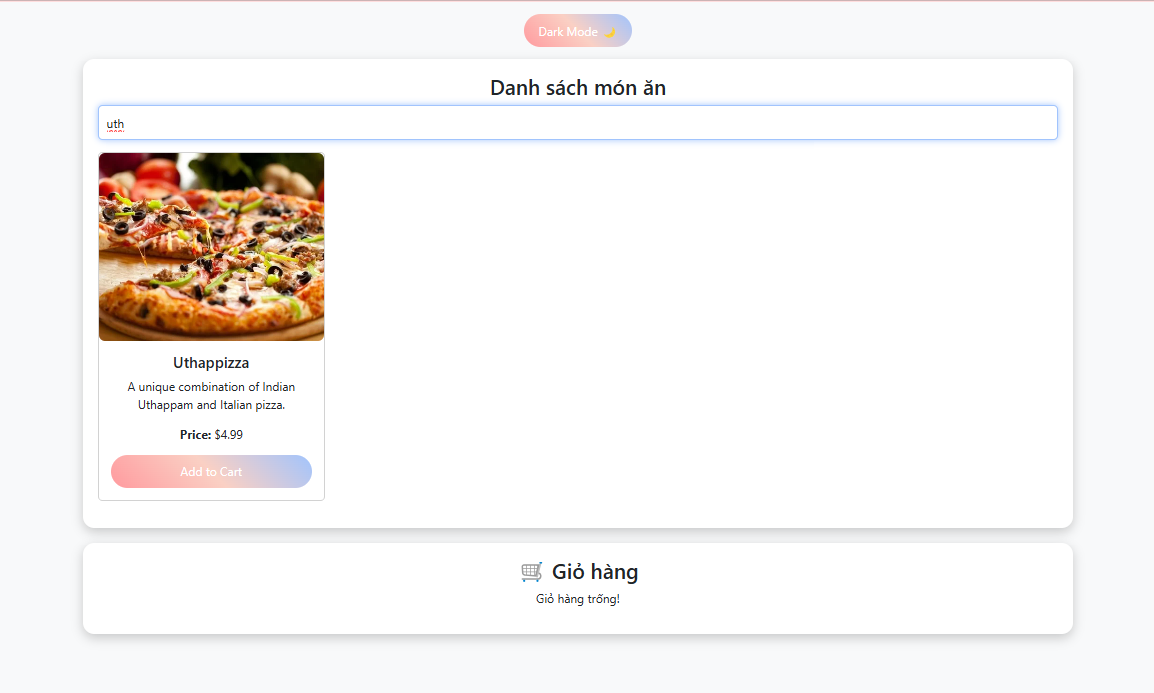 Dark Mode 🌙
Danh sách món ăn
uth
Uthappizza
A unique combination of Indian
Uthappam and Italian pizza.
Price: $4.99
Add to Cart
🛒 Giỏ hàng
Giỏ hàng trống!